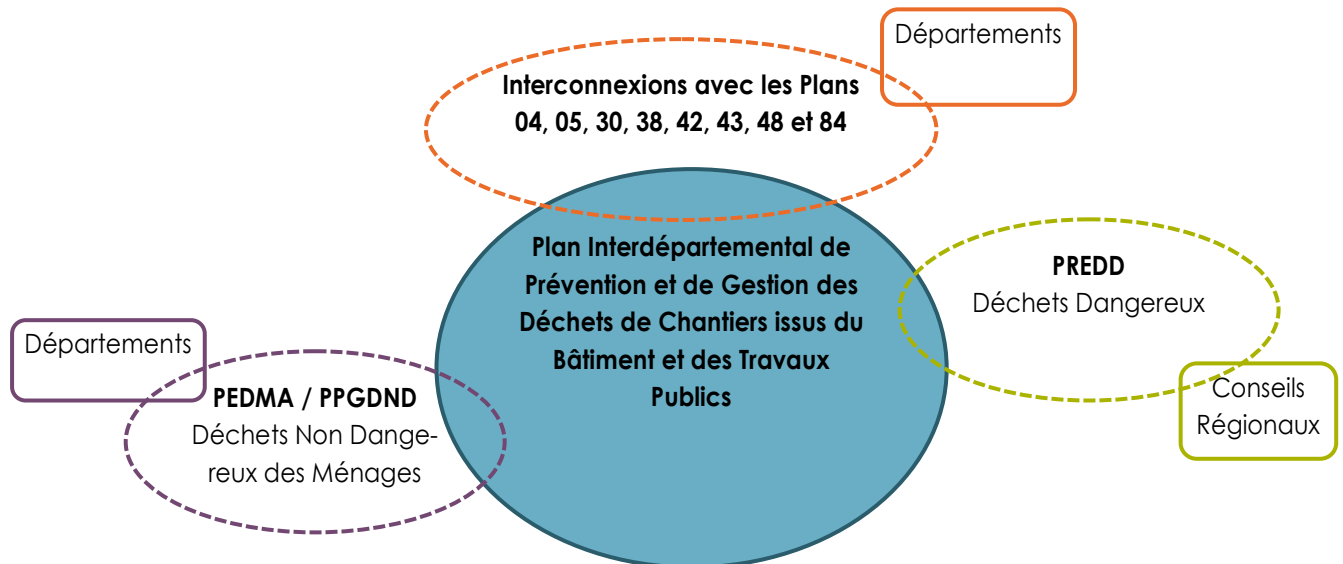 Départements
Interconnexions avec les Plans
04, 05, 30, 38, 42, 43, 48 et 84
Plan Interdépartemental de
Prévention et de Gestion des
Déchets de Chantiers issus du
Bâtiment et des Travaux
Publics
PREDD
Déchets Dangereux
Conseils
Régionaux
Départements
PEDMA / PPGDND
Déchets Non Dange-
reux des Ménages